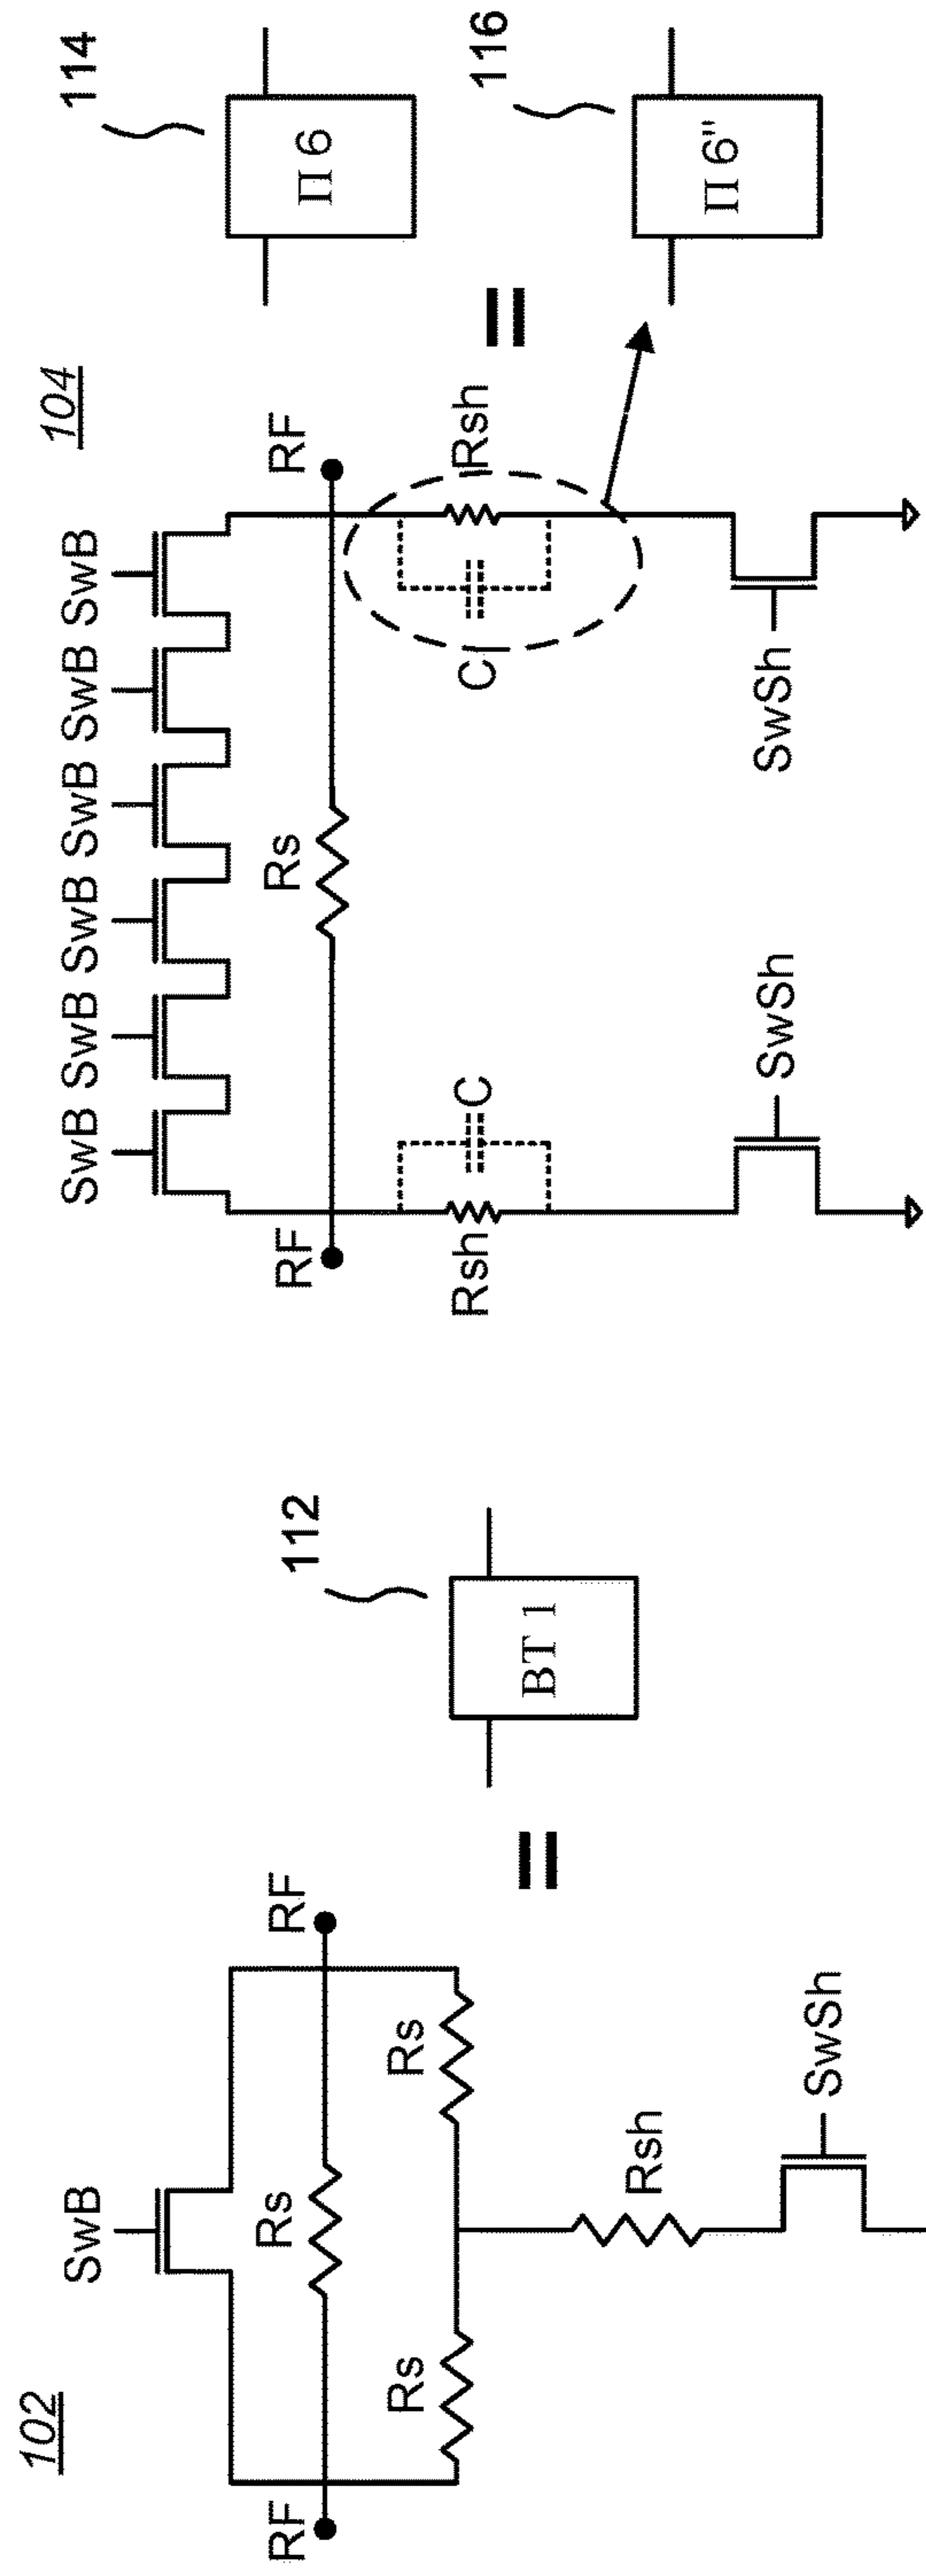 102
SwB
RF
Rs
RF
Rs
Rs
Rsh
SwSh
112
BT 1
104
SwB SwB SwB SwB SwB SwB
RF
Rs
RF
Rsh
C
C
Rsh
SwSh
SwSh
114
Π 6
116
Π 6"